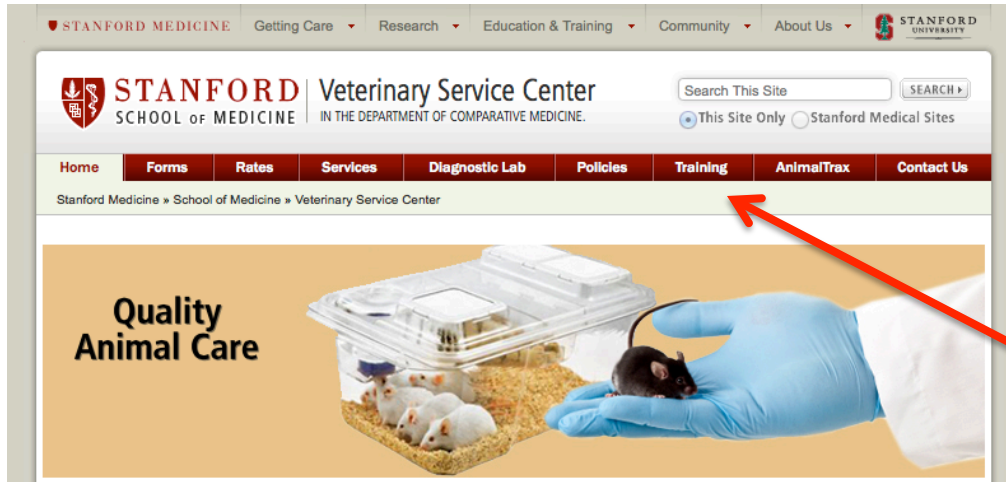 STANFORD MEDICINE Getting Care Research Education & Training Community About Us STANFORD UNIVERSITY
STANFORD SCHOOL OF MEDICINE
Veterinary Service Center
IN THE DEPARTMENT OF COMPARATIVE MEDICINE.
Search This Site SEARCH
This Site Only Stanford Medical Sites
Home Forms Rates Services Diagnostic Lab Policies Training AnimalTrax Contact Us
Stanford Medicine » School of Medicine » Veterinary Service Center
Quality
Animal Care